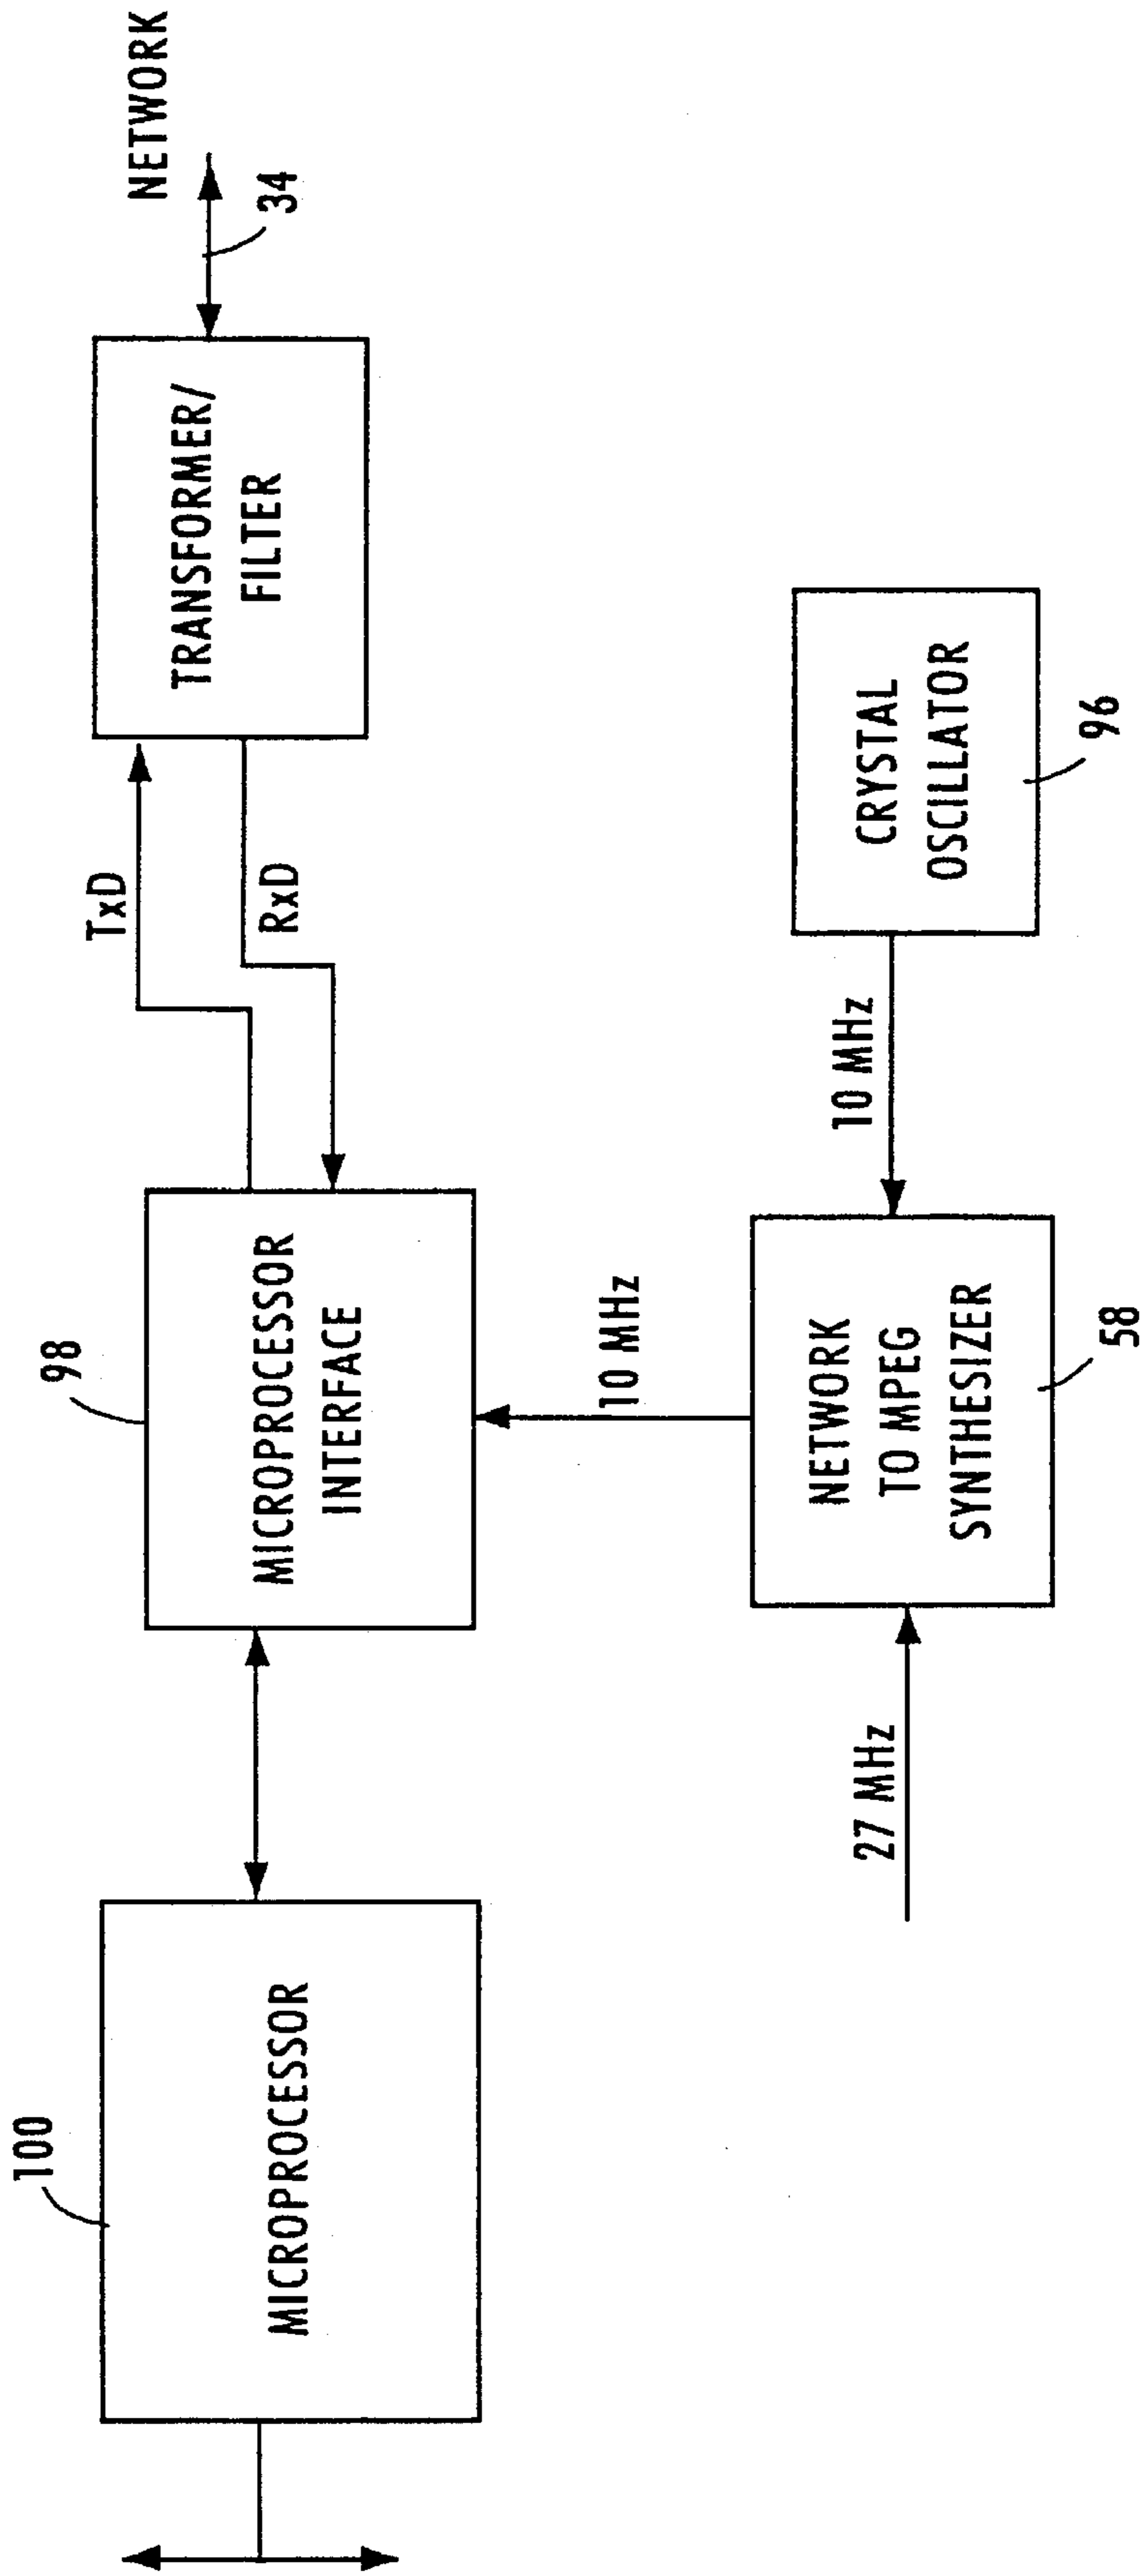 100
MICROPROCESSOR
98
MICROPROCESSOR
INTERFACE
TxD
RxD
TRANSFORMER/
FILTER
NETWORK
34
27 MHz
NETWORK
TO MPEG
SYNTHESIZER
58
10 MHz
10 MHz
CRYSTAL
OSCILLATOR
96